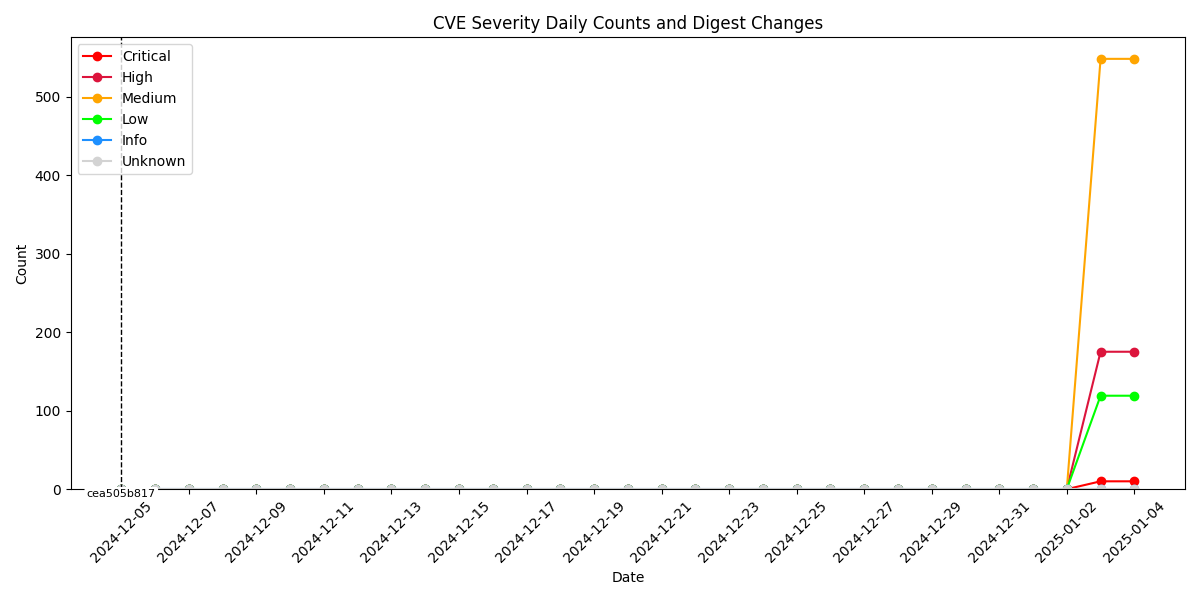 CVE Severity Daily Counts and Digest Changes
Critical
High
Medium
Low
Info
Unknown
Count
500
400
300
200
100
0
cea505b817
2024-12-05
2024-12-07
2024-12-09
2024-12-11
2024-12-13
2024-12-15
2024-12-17
2024-12-19
2024-12-21
2024-12-23
2024-12-25
2024-12-27
2024-12-29
2024-12-31
2025-01-02
2025-01-04
Date